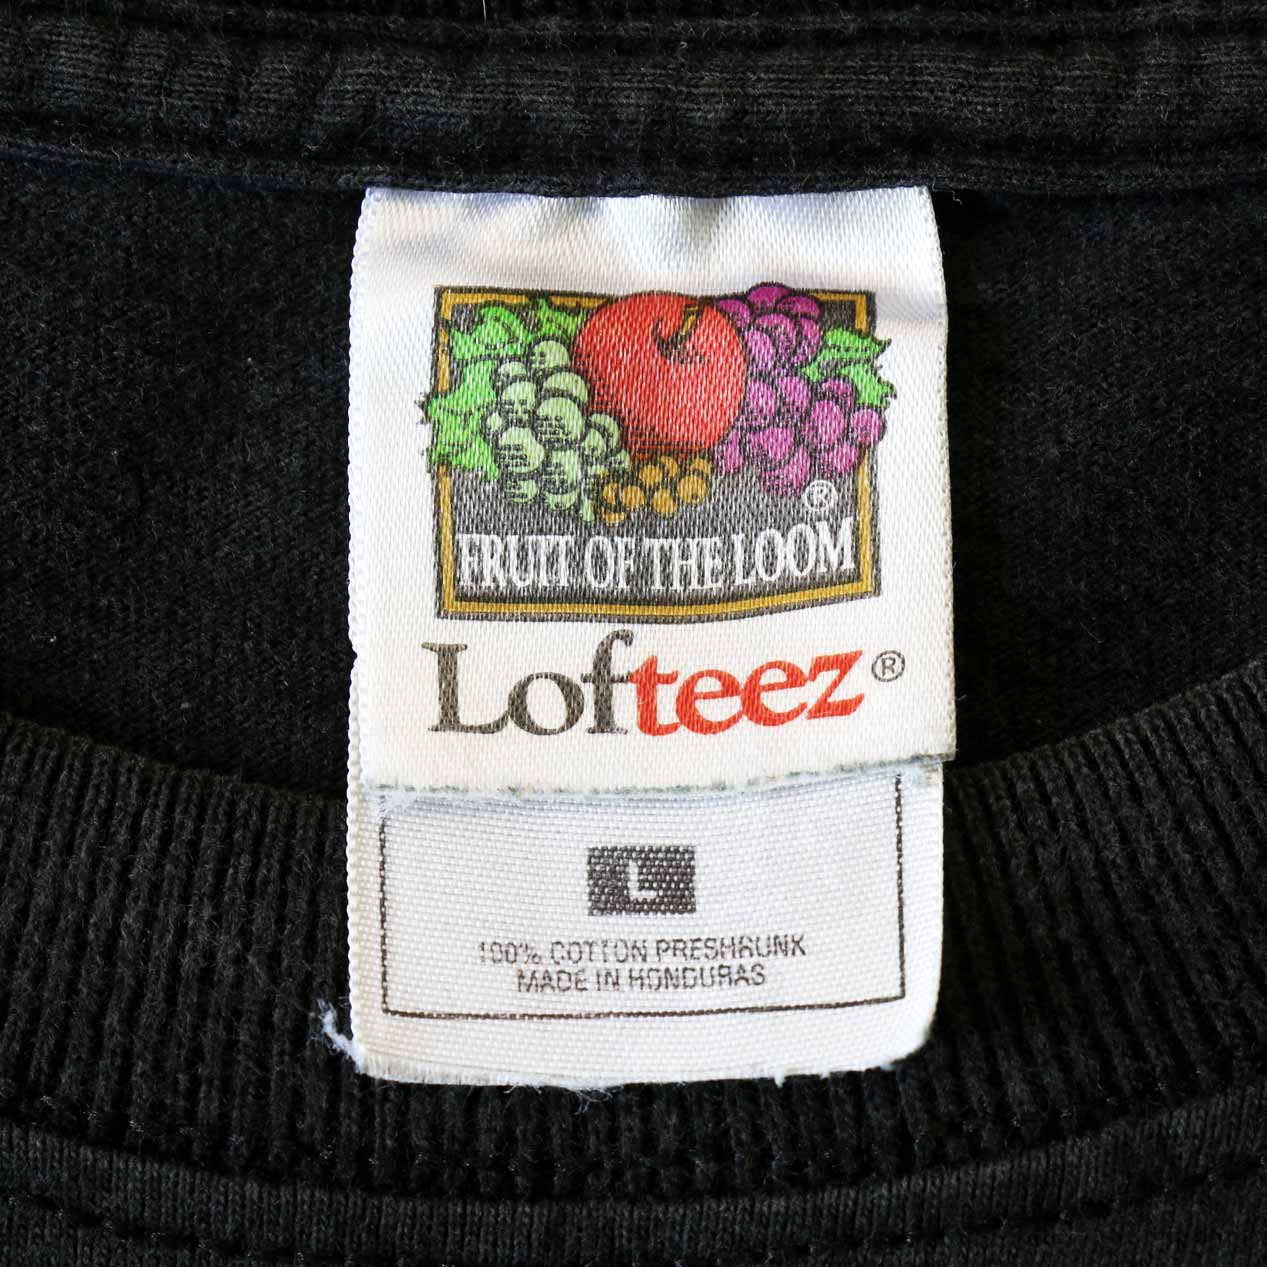 ®
FRUIT OF THE LOOM
Lofteez®
L
100% COTTON PRESHRUNK
MADE IN HONDURAS